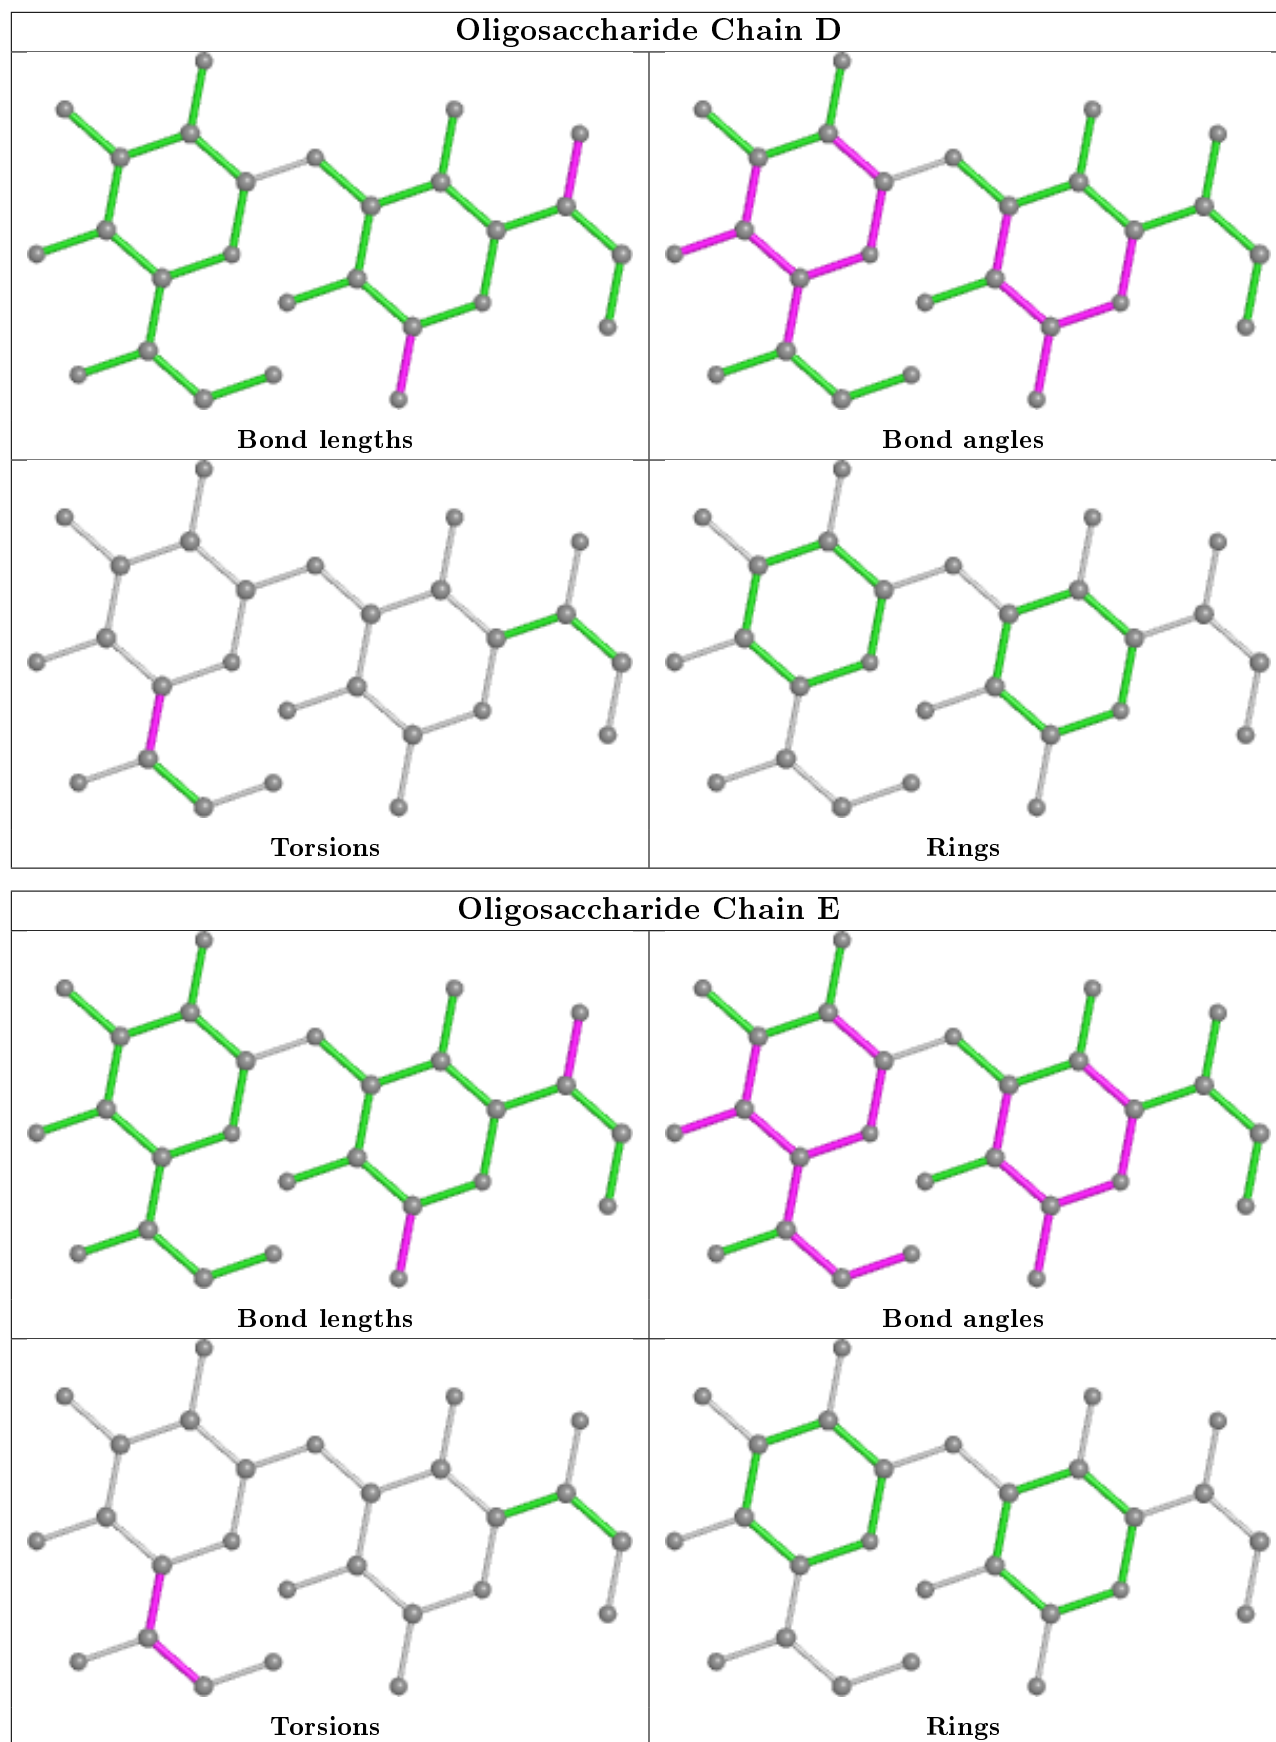 Oligosaccharide Chain D
Bond lengths
Bond angles
Torsions
Rings
Oligosaccharide Chain E
Bond lengths
Bond angles
Torsions
Rings